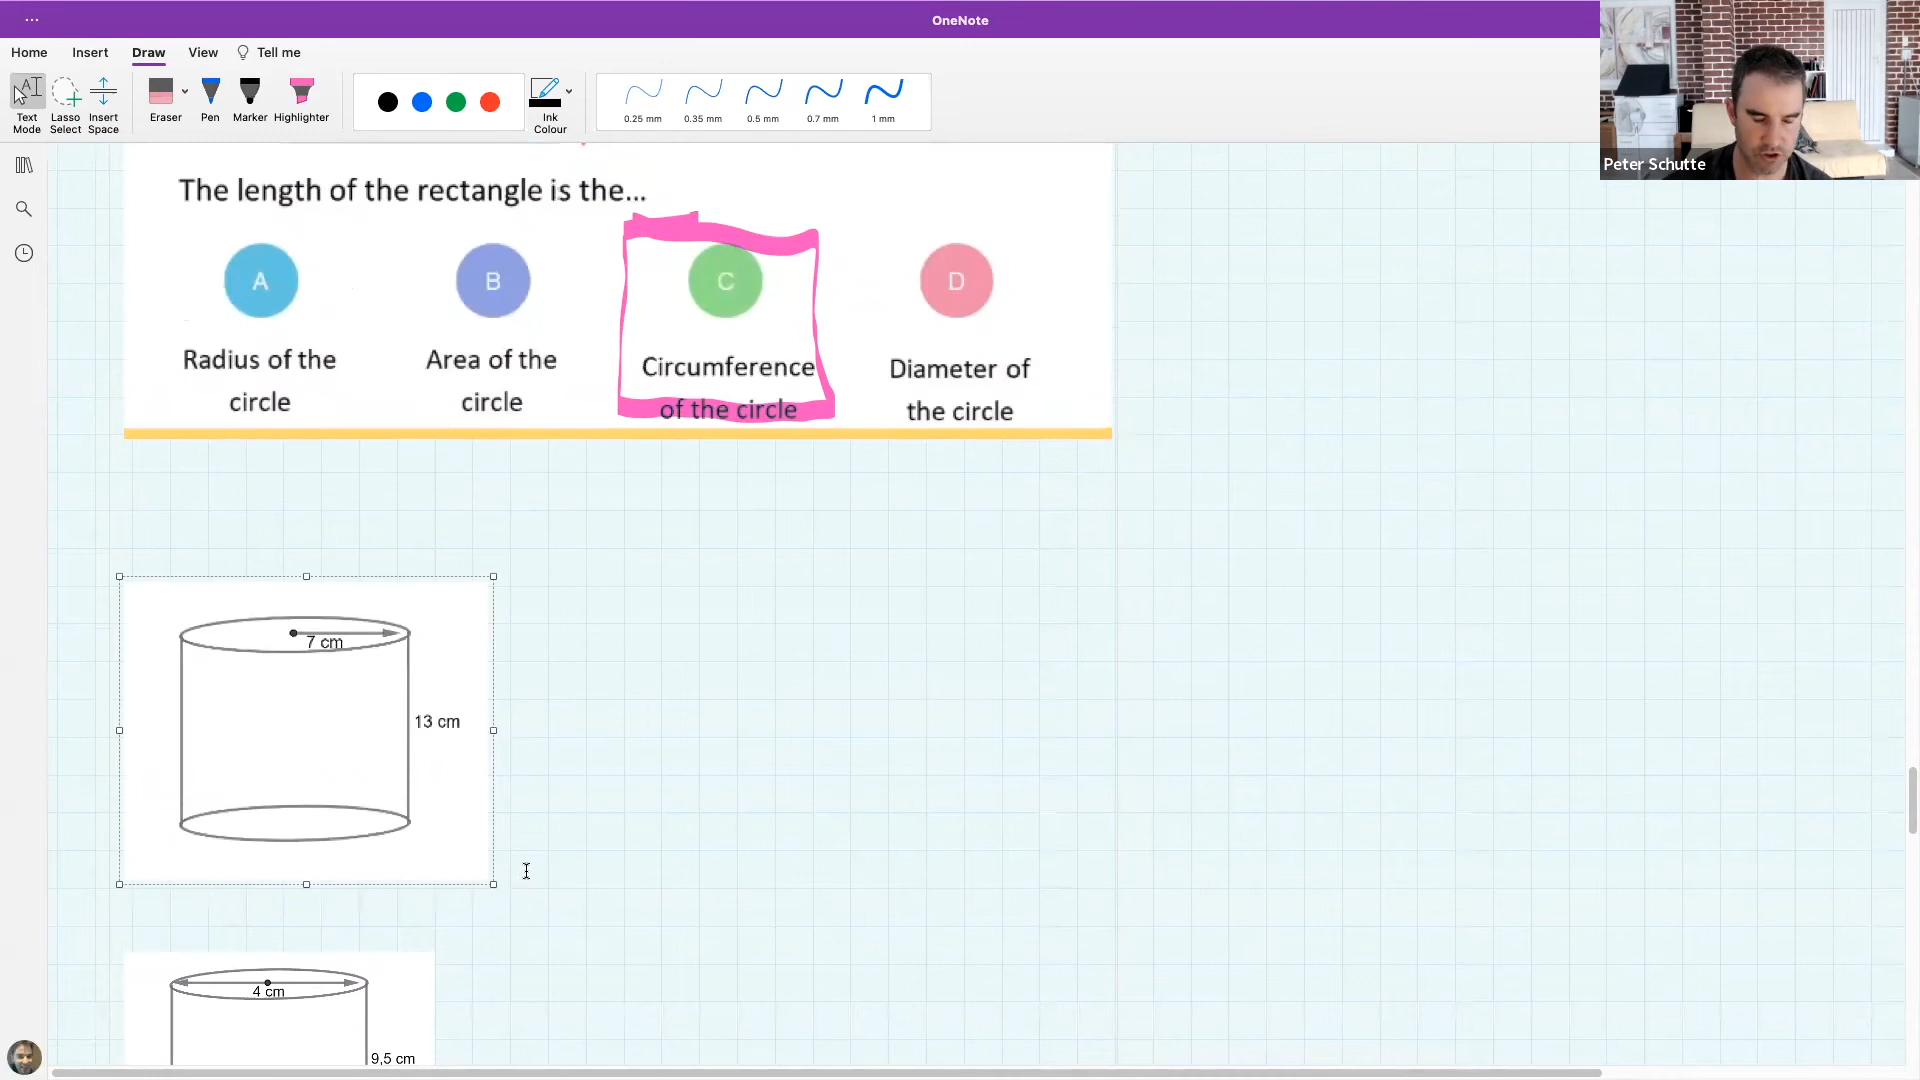 OneNote
Home Insert Draw View Tell me
Text Mode
Lasso Select
Insert Space
Eraser
Pen
Marker
Highlighter
Ink Colour
0.25 mm
0.35 mm
0.5 mm
0.7 mm
1 mm
Peter Schutte
The length of the rectangle is the...
A
Radius of the
circle
B
Area of the
circle
C
Circumference
of the circle
D
Diameter of
the circle
7 cm
13 cm
4 cm
9,5 cm